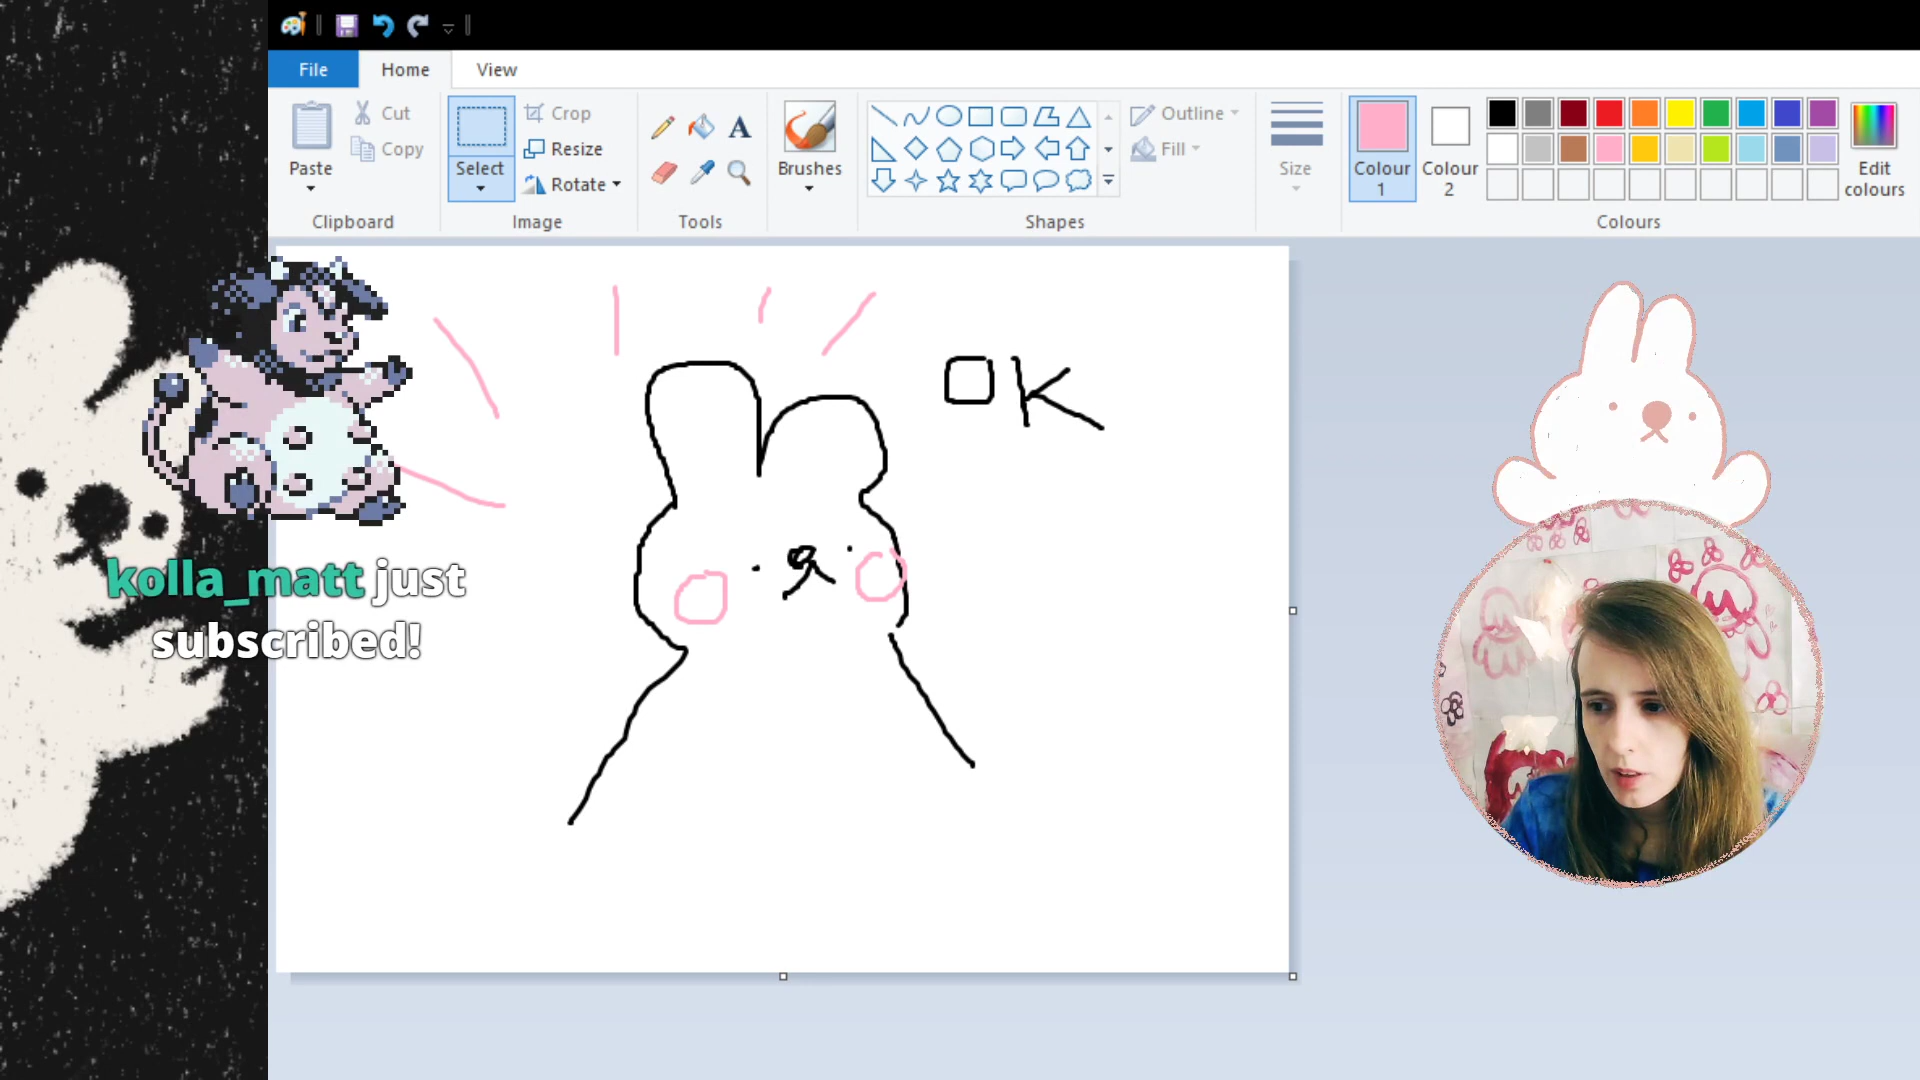 File Home View
Cut
Copy
Paste
Clipboard
Crop
Resize
Rotate
Select
Image
A
Tools
Brushes
Outline
Fill
Shapes
Size
Colour 1
Colour 2
Edit colours
Colours
OK
kolla_matt just
subscribed!